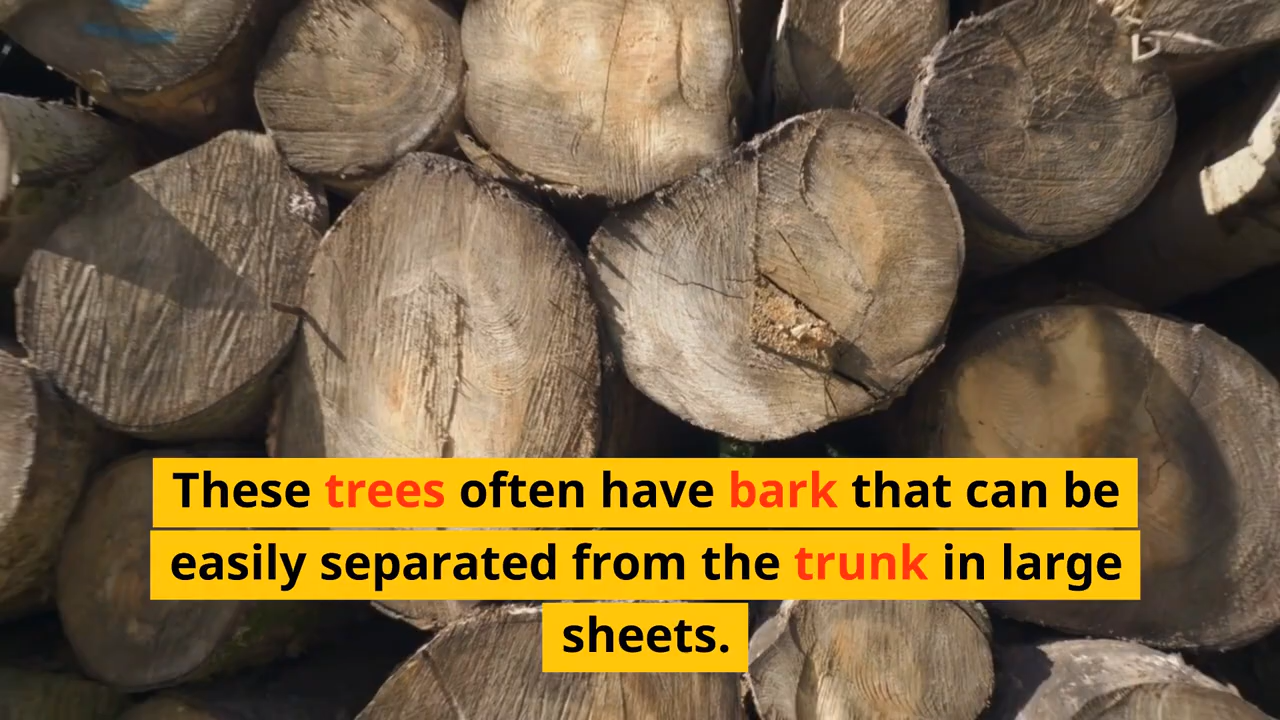 These trees often have bark that can be
easily separated from the trunk in large
sheets.